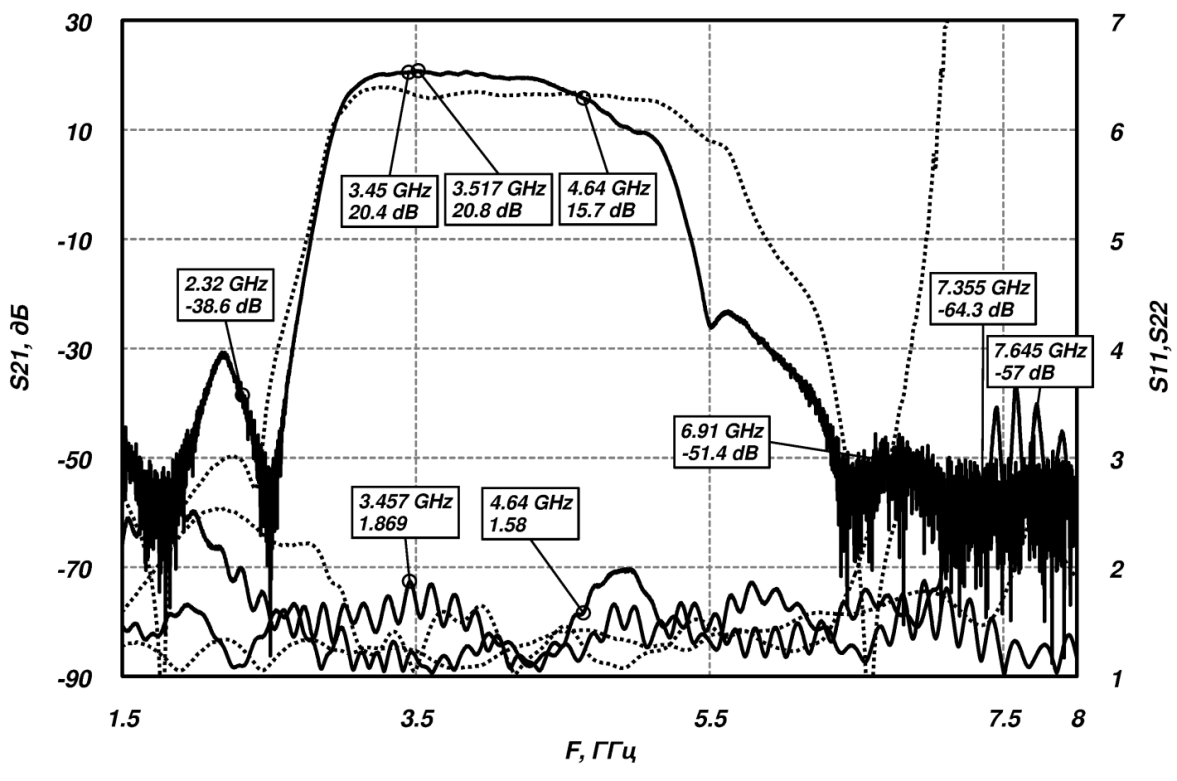 30
10
-10
-30
-50
-70
-90
S21, дБ
7
6
5
4
3
2
1
S11,S22
1.5
3.5
5.5
7.5
8
F, ГГц
2.32 GHz
-38.6 dB
3.45 GHz
20.4 dB
3.517 GHz
20.8 dB
4.64 GHz
15.7 dB
7.355 GHz
-64.3 dB
7.645 GHz
-57 dB
6.91 GHz
-51.4 dB
3.457 GHz
1.869
4.64 GHz
1.58